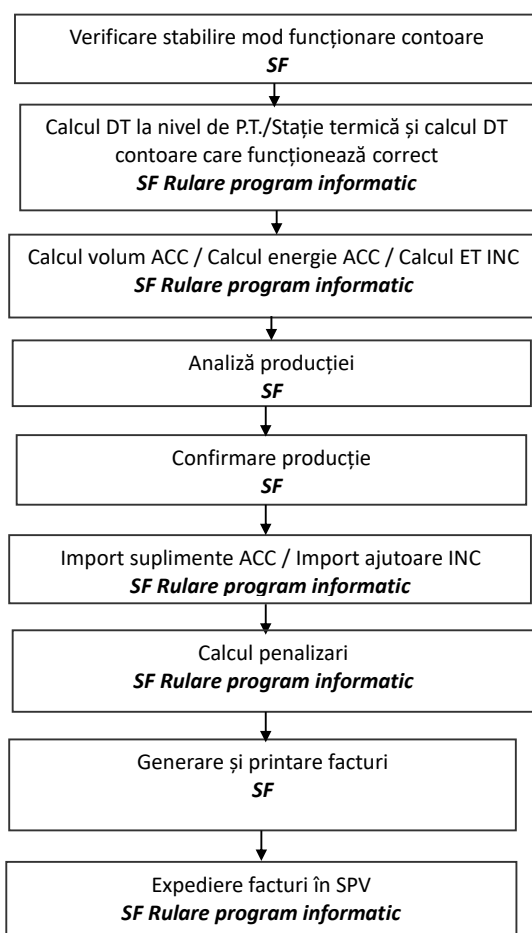 Verificare stabilire mod funcționare contoare
SF
Calcul DT la nivel de P.T./Stație termică și calcul DT
contoare care funcționează corect
SF Rulare program informatic
Calcul volum ACC / Calcul energie ACC / Calcul ET INC
SF Rulare program informatic
Analiză producției
SF
Confirmare producție
SF
Import suplimente ACC / Import ajutoare INC
SF Rulare program informatic
Calcul penalizari
SF Rulare program informatic
Generare și printare facturi
SF
Expediere facturi în SPV
SF Rulare program informatic